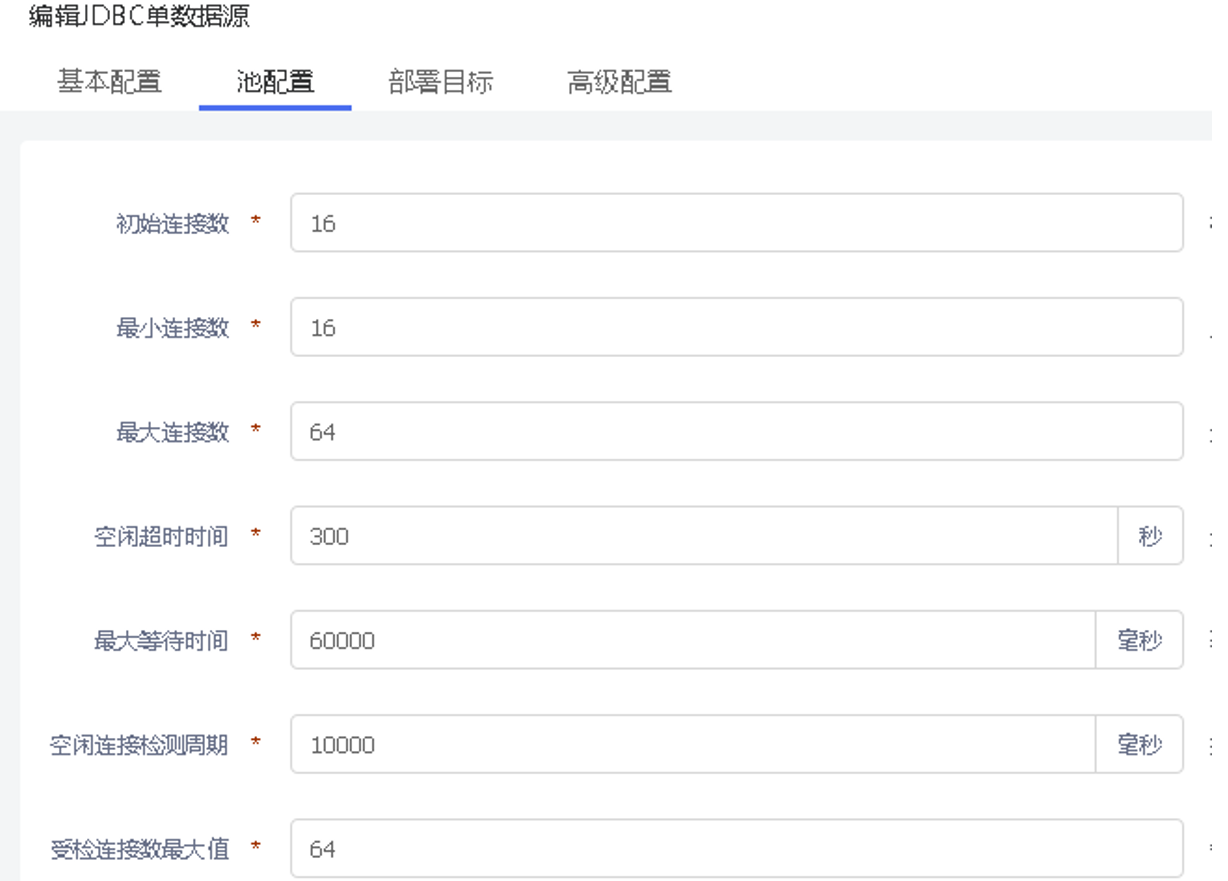 编辑JDBC单数据源
基本配置 池配置 部署目标 高级配置
初始连接数 * 16
最小连接数 * 16
最大连接数 * 64
空闲超时时间 * 300 秒
最大等待时间 * 60000 毫秒
空闲连接检测周期 * 10000 毫秒
受检连接数最大值 * 64